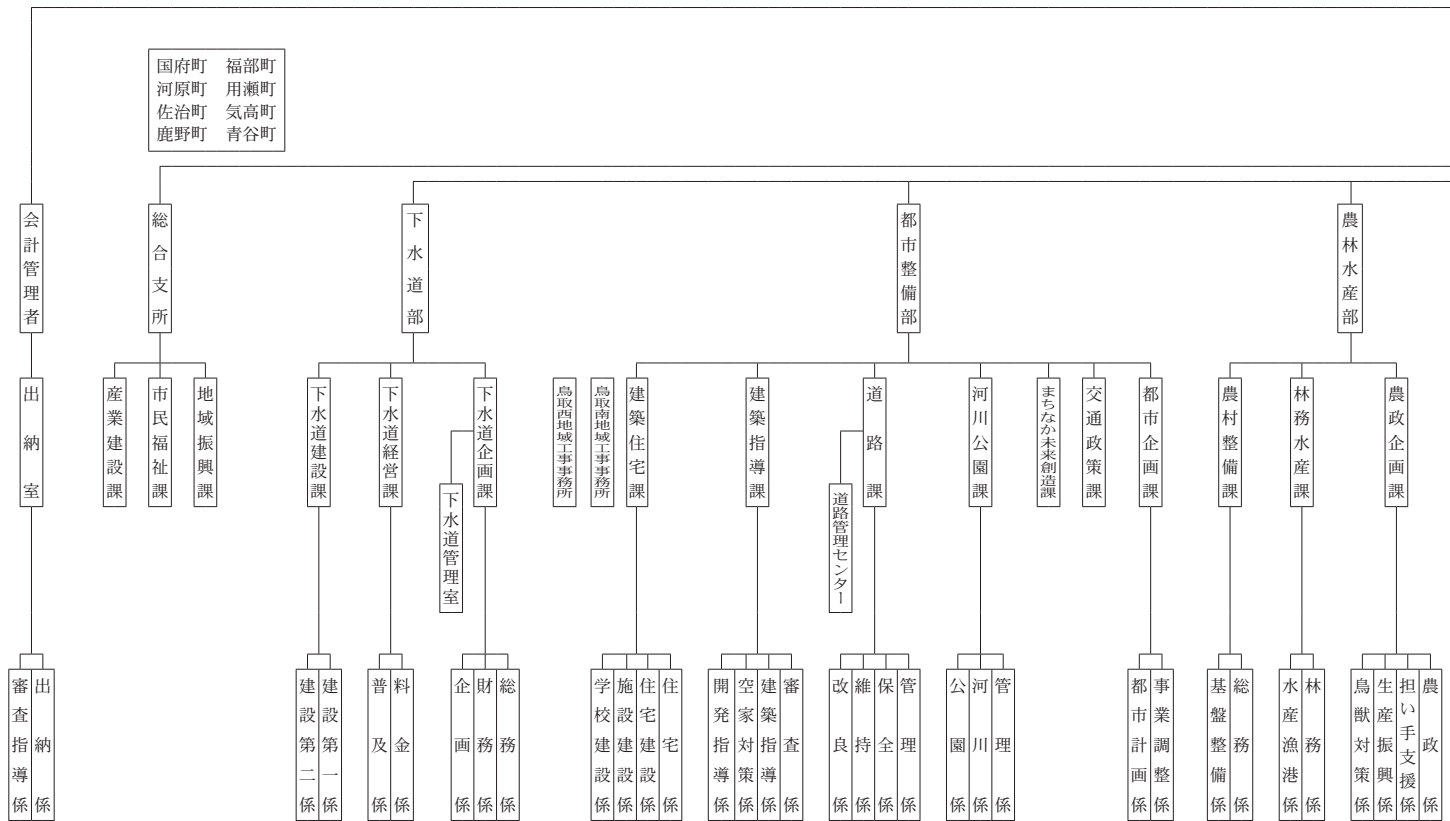 国府町　福部町
河原町　用瀬町
佐治町　気高町
鹿野町　青谷町
農林水産部
都市整備部
下水道部
総合支所
会計管理者
農政企画課
林務水産課
農村整備課
都市企画課
交通政策課
まちなか未来創造課
河川公園課
道路課
道路管理センター
建築指導課
建築住宅課
鳥取南地域工事事務所
鳥取西地域工事事務所
下水道企画課
下水道管理室
下水道経営課
下水道建設課
地域振興課
市民福祉課
産業建設課
出納室
農政係
担い手支援係
生産振興係
鳥獣対策係
林務係
水産漁港係
総務係
基盤整備係
事業調整係
都市計画係
管理係
河川係
公園係
管理係
保全係
維持係
改良係
審査係
建築指導係
空家対策係
開発指導係
住宅係
住宅建設係
施設建設係
学校建設係
総務係
財務係
企画係
料金係
普及係
建設第一係
建設第二係
出納係
審査指導係